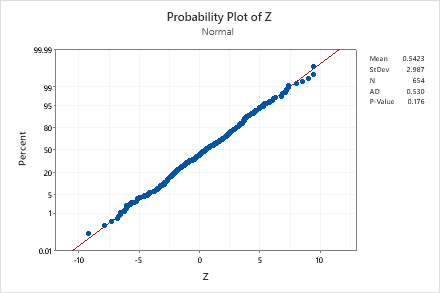 Probability Plot of Z
Normal
Mean 0.5423
StDev 2.987
N 654
AD 0.530
P-Value 0.176
Percent
99.99
99
95
80
50
20
5
1
0.01
-10 -5 0 5 10
Z